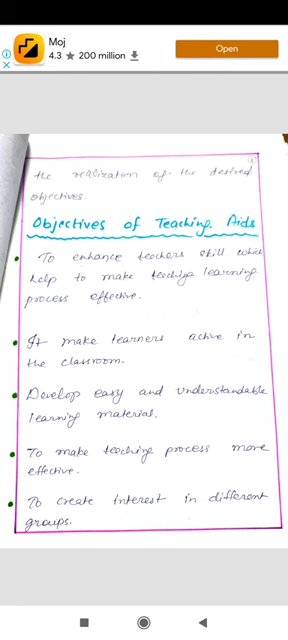 Moj
4.3 ★ 200 million
Open
the realization of the desired
objectives.
Objectives of Teaching Aids
To enhance teachers skill which
help to make teaching learning
process effective.
It make learners active in
the classroom.
Develop easy and understandable
learning material.
To make teaching process more
effective.
To create interest in different
groups.